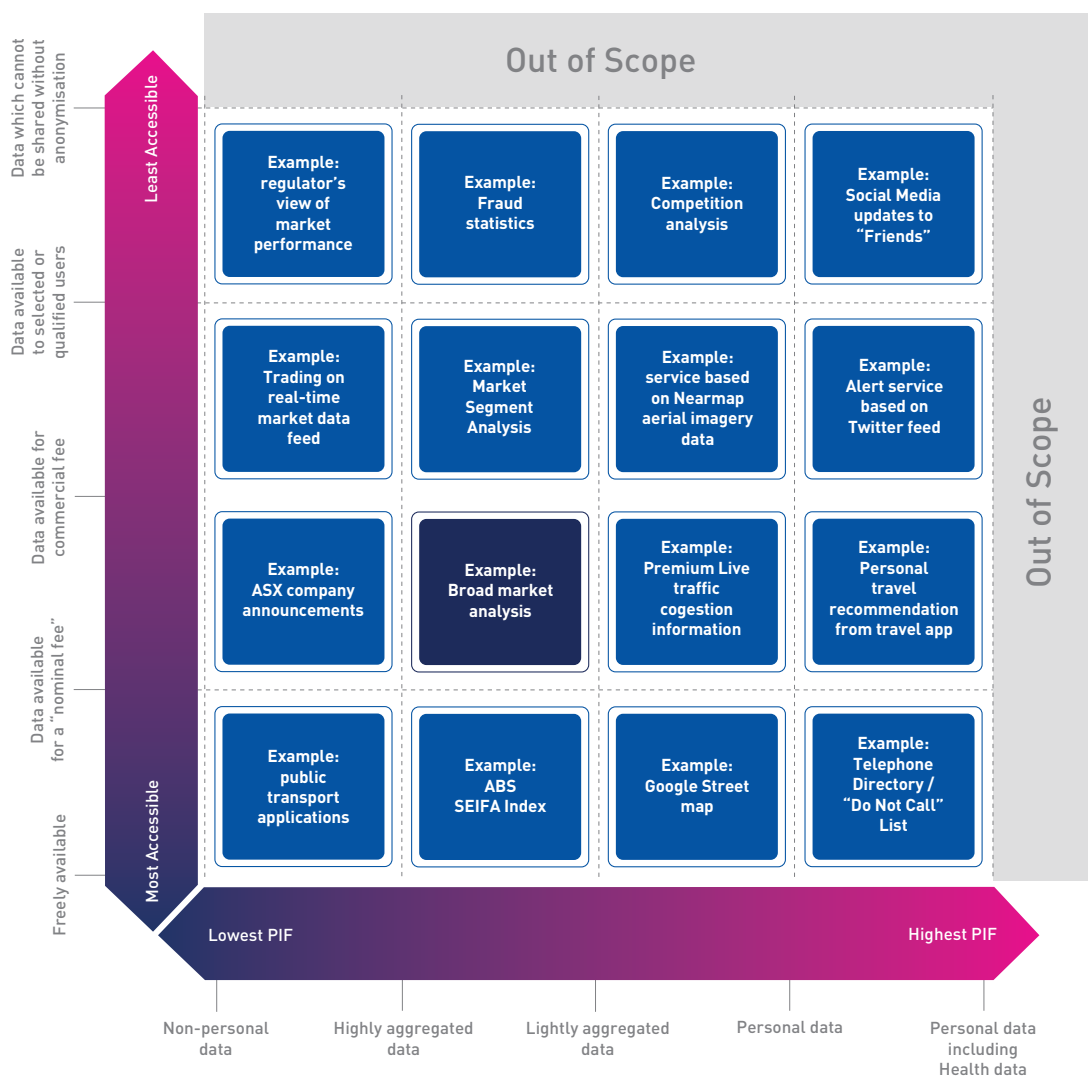 Out of Scope
Out of Scope
Data which cannot
be shared without
anonymisation
Data available
to selected or
qualified users
Data available for
commercial fee
Data available
for a “nominal fee”
Freely available
Least Accessible
Most Accessible
Example:
regulator’s
view of
market
performance
Example:
Fraud
statistics
Example:
Competition
analysis
Example:
Social Media
updates to
“Friends”
Example:
Trading on
real-time
market data
feed
Example:
Market
Segment
Analysis
Example:
service based
on Nearmap
aerial imagery
data
Example:
Alert service
based on
Twitter feed
Example:
ASX company
announcements
Example:
Broad market
analysis
Example:
Premium Live
traffic
cogestion
information
Example:
Personal
travel
recommendation
from travel app
Example:
public
transport
applications
Example:
ABS
SEIFA Index
Example:
Google Street
map
Example:
Telephone
Directory /
“Do Not Call”
List
Lowest PIF
Highest PIF
Non-personal
data
Highly aggregated
data
Lightly aggregated
data
Personal data
Personal data
including
Health data